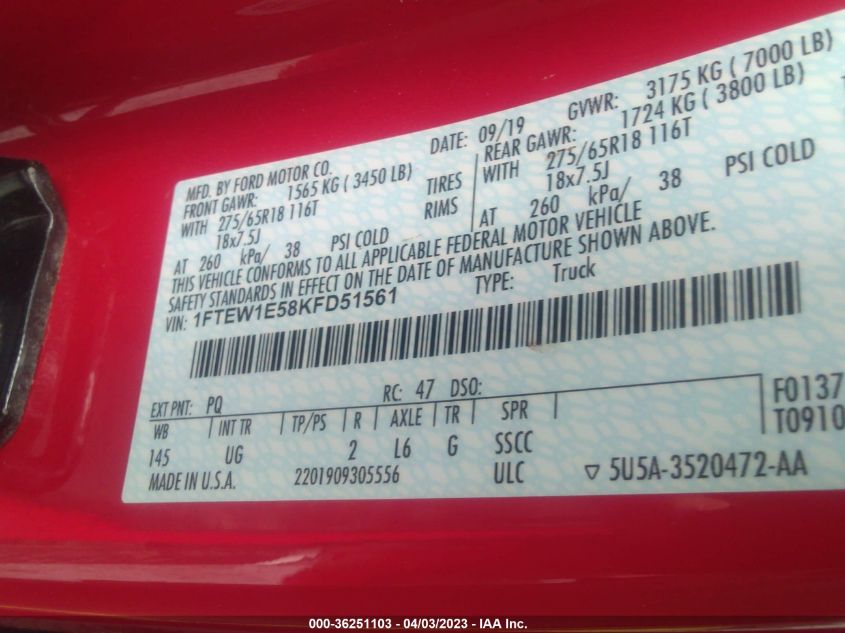 MFD. BY FORD MOTOR CO. DATE: 09/19 GVWR: 3175 KG ( 7000 LB)
FRONT GAWR: 1565 KG ( 3450 LB) REAR GAWR: 1724 KG ( 3800 LB)
WITH 275/65R18 116T TIRES WITH 275/65R18 116T
18x7.5J RIMS 18x7.5J
AT 260 kPa/ 38 PSI COLD AT 260 kPa/ 38 PSI COLD
THIS VEHICLE CONFORMS TO ALL APPLICABLE FEDERAL MOTOR VEHICLE
SAFETY STANDARDS IN EFFECT ON THE DATE OF MANUFACTURE SHOWN ABOVE.
VIN: 1FTEW1E58KFD51561 TYPE: Truck
EXT PNT: PQ RC: 47 DSO: F0137
WB INT TR TP/PS R AXLE TR SPR T0910
145 UG 2 L6 G SSCC
MADE IN U.S.A. 2201909305556 ULC ▽ 5U5A-3520472-AA
000-36251103 - 04/03/2023 - IAA Inc.